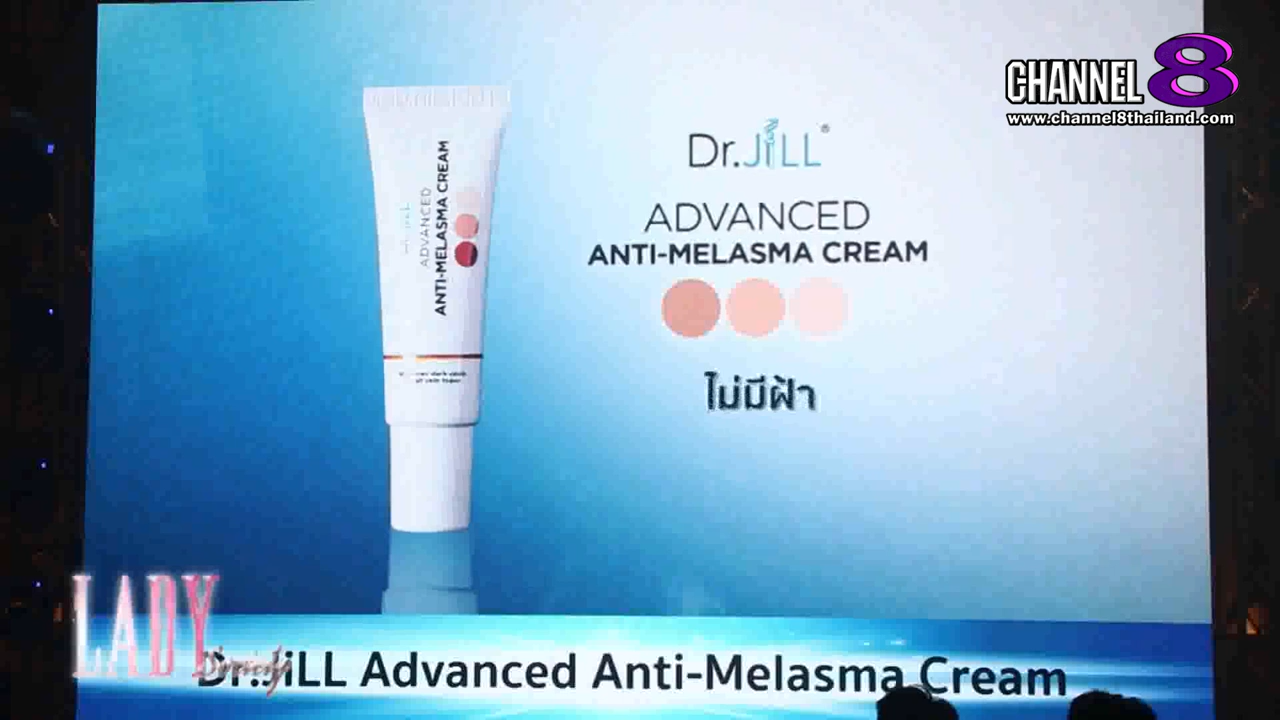 CHANNEL 8
www.channel8thailand.com
Dr.JiLL®
ADVANCED
ANTI-MELASMA CREAM
ไม่มีฝ้า
ADVANCED
ANTI-MELASMA CREAM
LADY
Dr.JiLL Advanced Anti-Melasma Cream